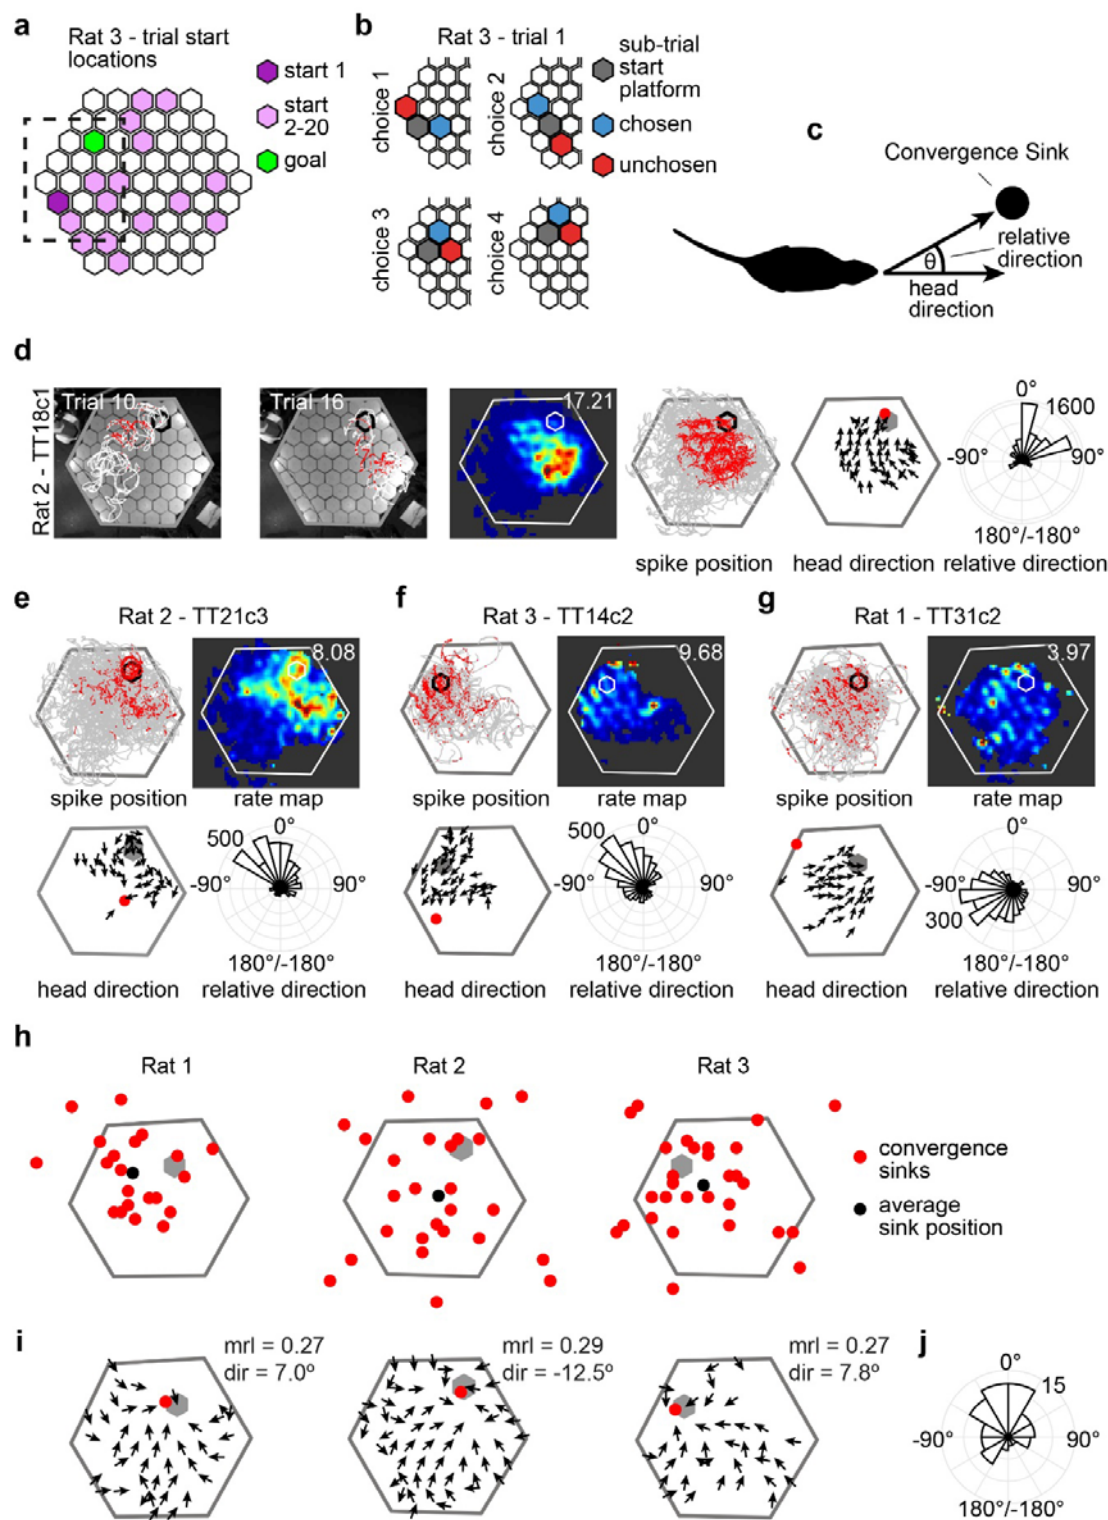 a
Rat 3 - trial start
locations
start 1
start
2-20
goal
b
Rat 3 - trial 1
choice 1
choice 2
choice 3
choice 4
sub-trial
start
platform
chosen
unchosen
c
Convergence Sink
relative
direction
θ
head
direction
d
Rat 2 - TT18c1
Trial 10
Trial 16
17.21
0°
1600
-90°
90°
180°/-180°
spike position
head direction
relative direction
e
Rat 2 - TT21c3
8.08
spike position
rate map
500
0°
-90°
90°
180°/-180°
head direction
relative direction
f
Rat 3 - TT14c2
9.68
spike position
rate map
500
0°
-90°
90°
180°/-180°
head direction
relative direction
g
Rat 1 - TT31c2
3.97
spike position
rate map
0°
-90°
90°
300
180°/-180°
head direction
relative direction
h
Rat 1
Rat 2
Rat 3
convergence
sinks
average
sink position
i
mrl = 0.27
dir = 7.0º
mrl = 0.29
dir = -12.5º
mrl = 0.27
dir = 7.8º
j
0°
15
-90°
90°
180°/-180°